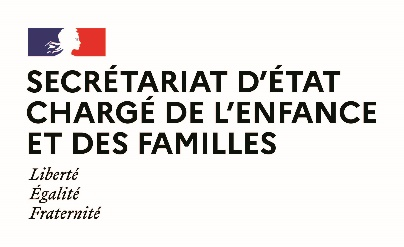 SECRÉTARIAT D'ÉTAT
CHARGÉ DE L'ENFANCE
ET DES FAMILLES
Liberté
Égalité
Fraternité